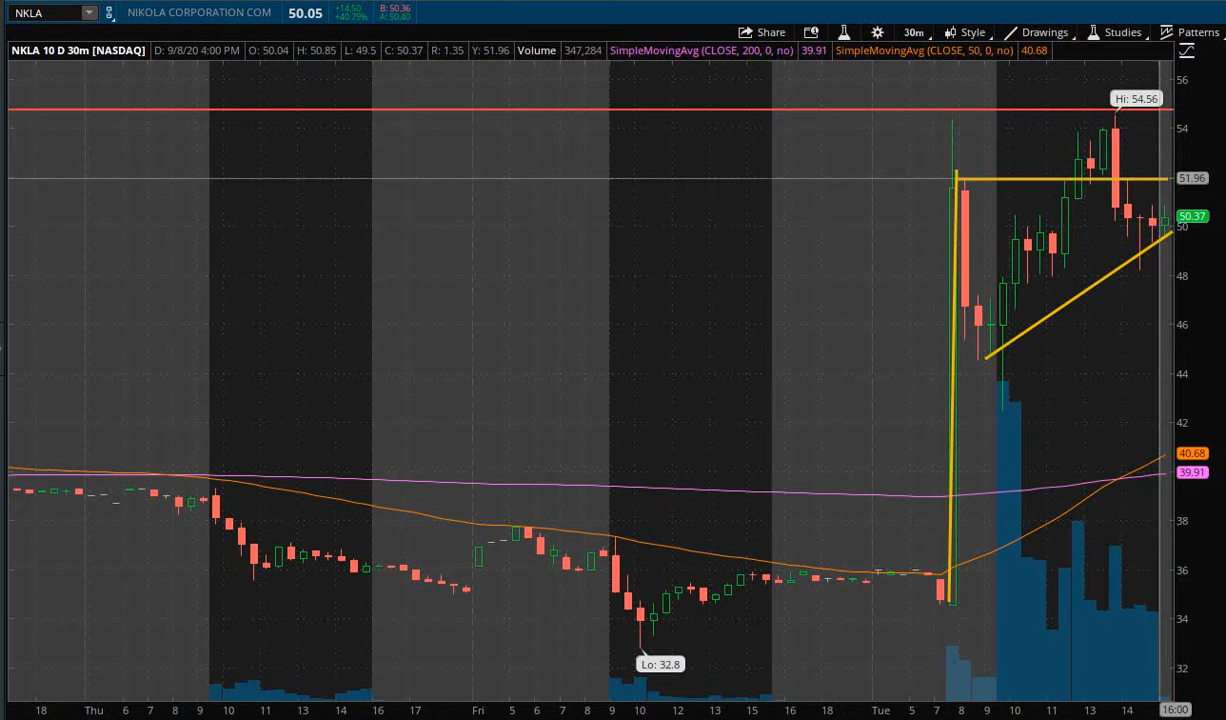 NKLA NIKOLA CORPORATION COM 50.05 +14.50 B: 50.36
+40.79% A: 50.40
Share 30m Style Drawings Studies Patterns
NKLA 10 D 30m [NASDAQ] D: 9/8/20 4:00 PM O: 50.04 H: 50.85 L: 49.5 C: 50.37 R: 1.35 Y: 51.96 Volume 347,284 SimpleMovingAvg (CLOSE, 200, 0, no) 39.91 SimpleMovingAvg (CLOSE, 50, 0, no) 40.68
56
Hi: 54.56
54
51.96
50.37
50
48
46
44
42
40.68
39.91
38
36
34
Lo: 32.8
32
18 Thu 6 7 8 9 10 11 13 14 16 17 Fri 5 6 7 8 9 10 12 13 15 16 18 Tue 5 7 8 9 10 11 13 14 16:00